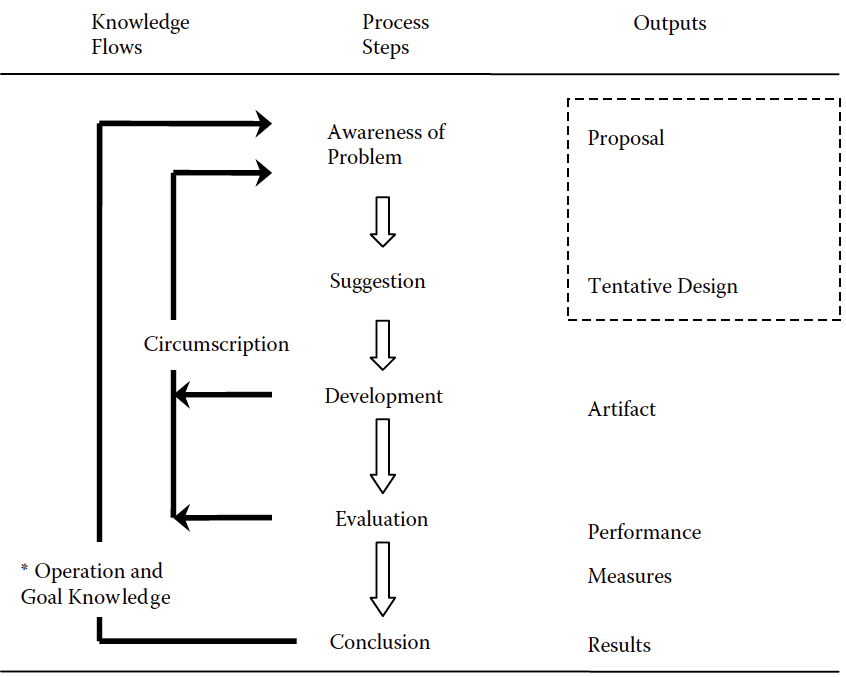 Knowledge
Flows
Process
Steps
Outputs
Awareness of
Problem
Proposal
Suggestion
Tentative Design
Circumscription
Development
Artifact
Evaluation
Performance
* Operation and
Goal Knowledge
Measures
Conclusion
Results